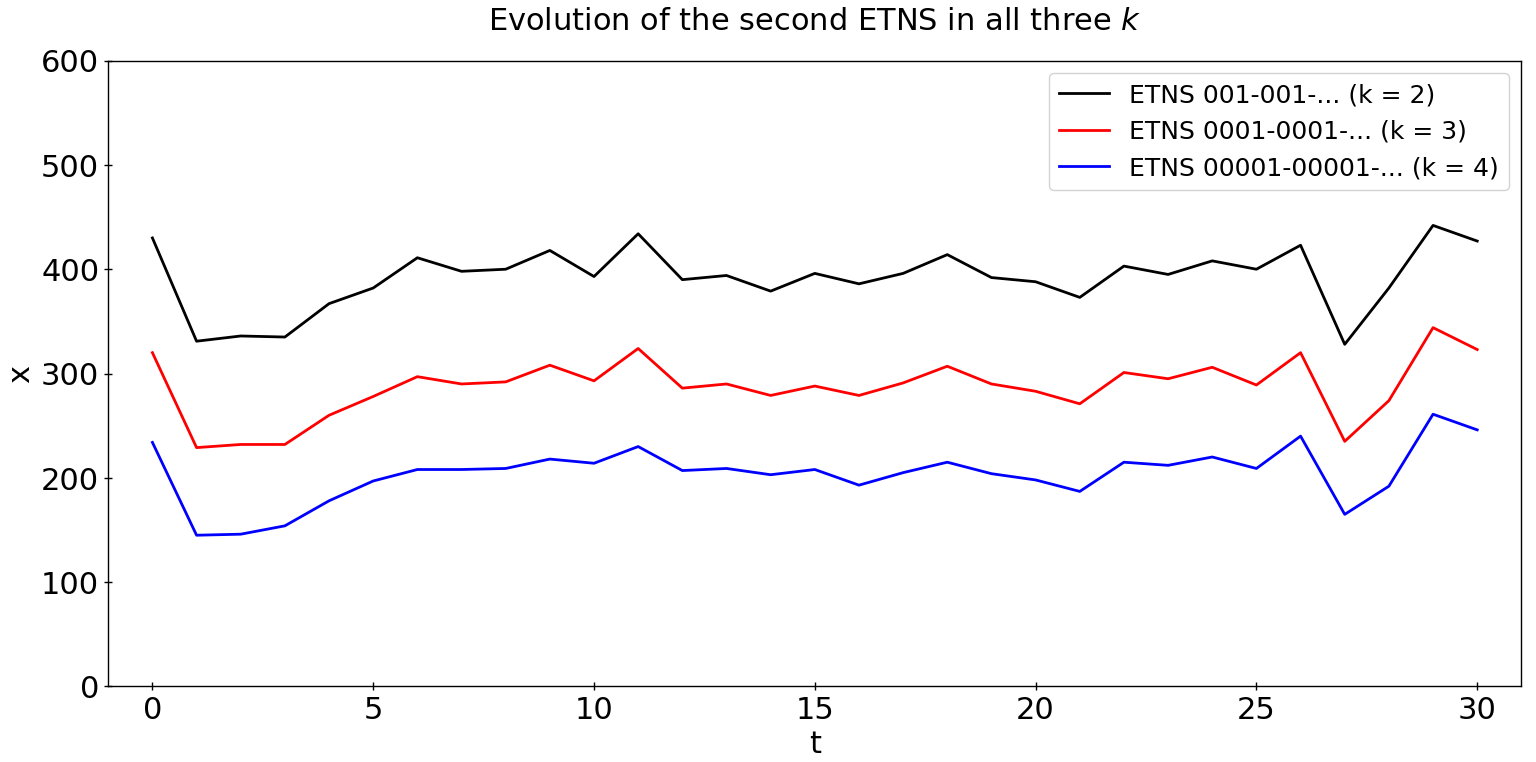 Evolution of the second ETNS in all three k
600
500
400
300
200
100
0
x
ETNS 001-001-... (k = 2)
ETNS 0001-0001-... (k = 3)
ETNS 00001-00001-... (k = 4)
0 5 10 15 20 25 30
t